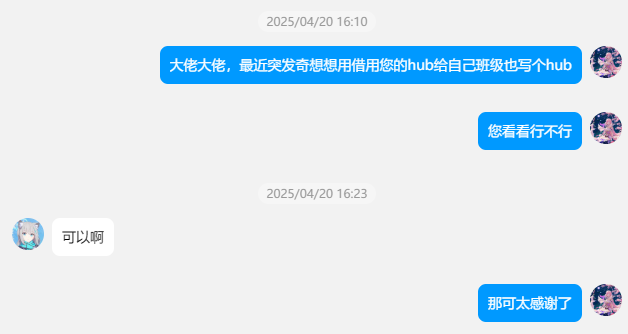 2025/04/20 16:10
大佬大佬，最近突发奇想想用借用您的hub给自己班级也写个hub
您看看行不行
2025/04/20 16:23
可以啊
那可太感谢了